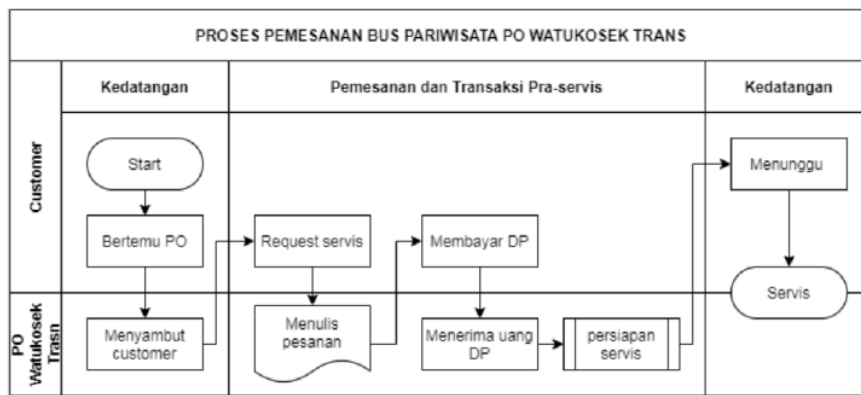 PROSES PEMESANAN BUS PARIWISATA PO WATUKOSEK TRANS
Kedatangan
Pemesanan dan Transaksi Pra-servis
Kedatangan
Customer
Start
Menunggu
Bertemu PO
Request servis
Membayar DP
Servis
PO
Watukosek
Trasn
Menyambut
customer
Menulis
pesanan
Menerima uang
DP
persiapan
servis